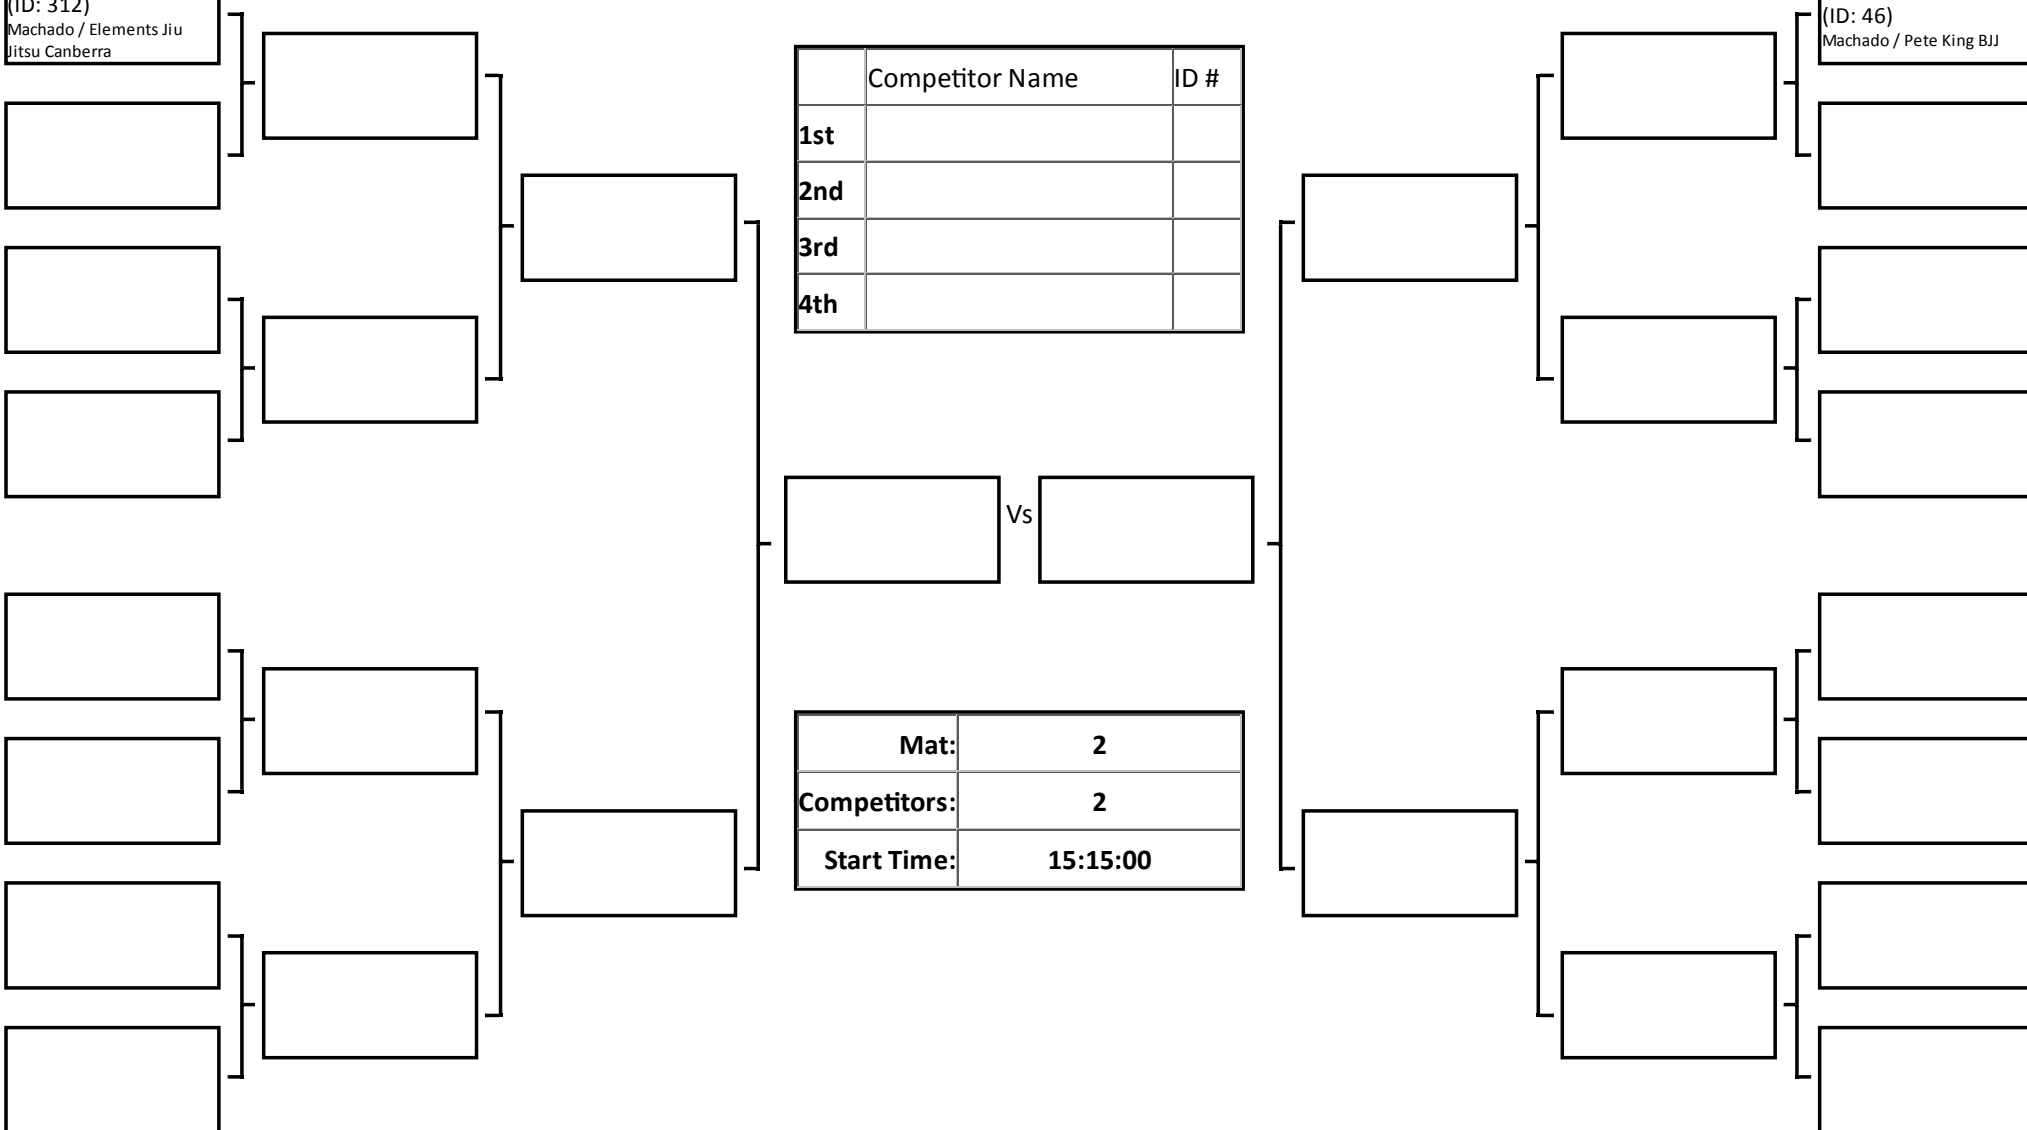 (ID: 312)
Machado / Elements Jiu
Jitsu Canberra
(ID: 46)
Machado / Pete King BJJ
Competitor Name ID #
1st
2nd
3rd
4th
Vs
Mat: 2
Competitors: 2
Start Time: 15:15:00